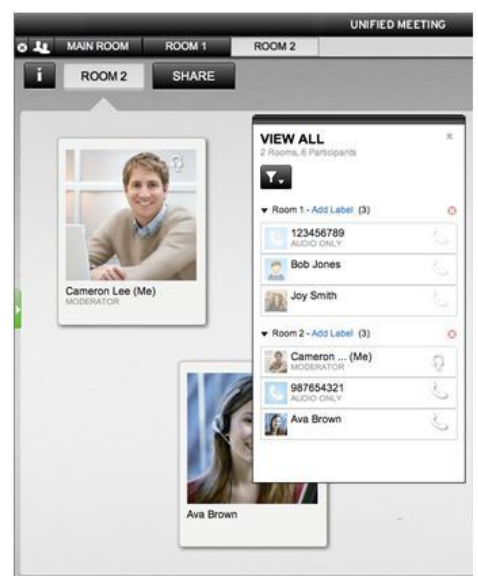 UNIFIED MEETING
MAIN ROOM ROOM 1 ROOM 2
i ROOM 2 SHARE
Cameron Lee (Me)
MODERATOR
Ava Brown
VIEW ALL
2 Rooms, 6 Participants
Room 1 - Add Label (3)
123456789
AUDIO ONLY
Bob Jones
Joy Smith
Room 2 - Add Label (3)
Cameron ... (Me)
MODERATOR
987654321
AUDIO ONLY
Ava Brown